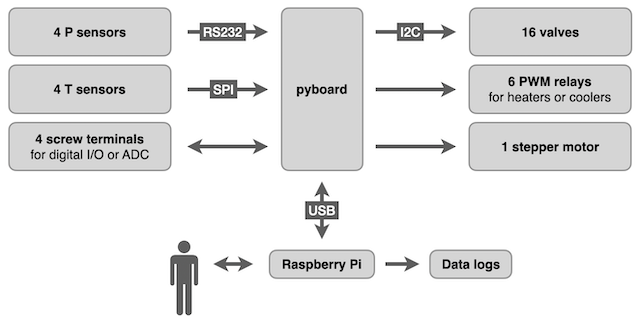 4 P sensors
RS232
I2C
16 valves
4 T sensors
SPI
pyboard
6 PWM relays
for heaters or coolers
4 screw terminals
for digital I/O or ADC
1 stepper motor
USB
Raspberry Pi
Data logs